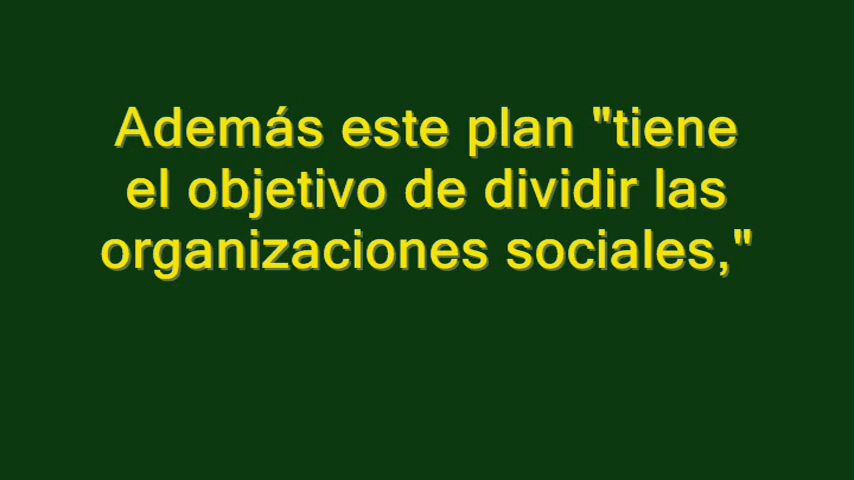 Además este plan "tiene
el objetivo de dividir las
organizaciones sociales,"